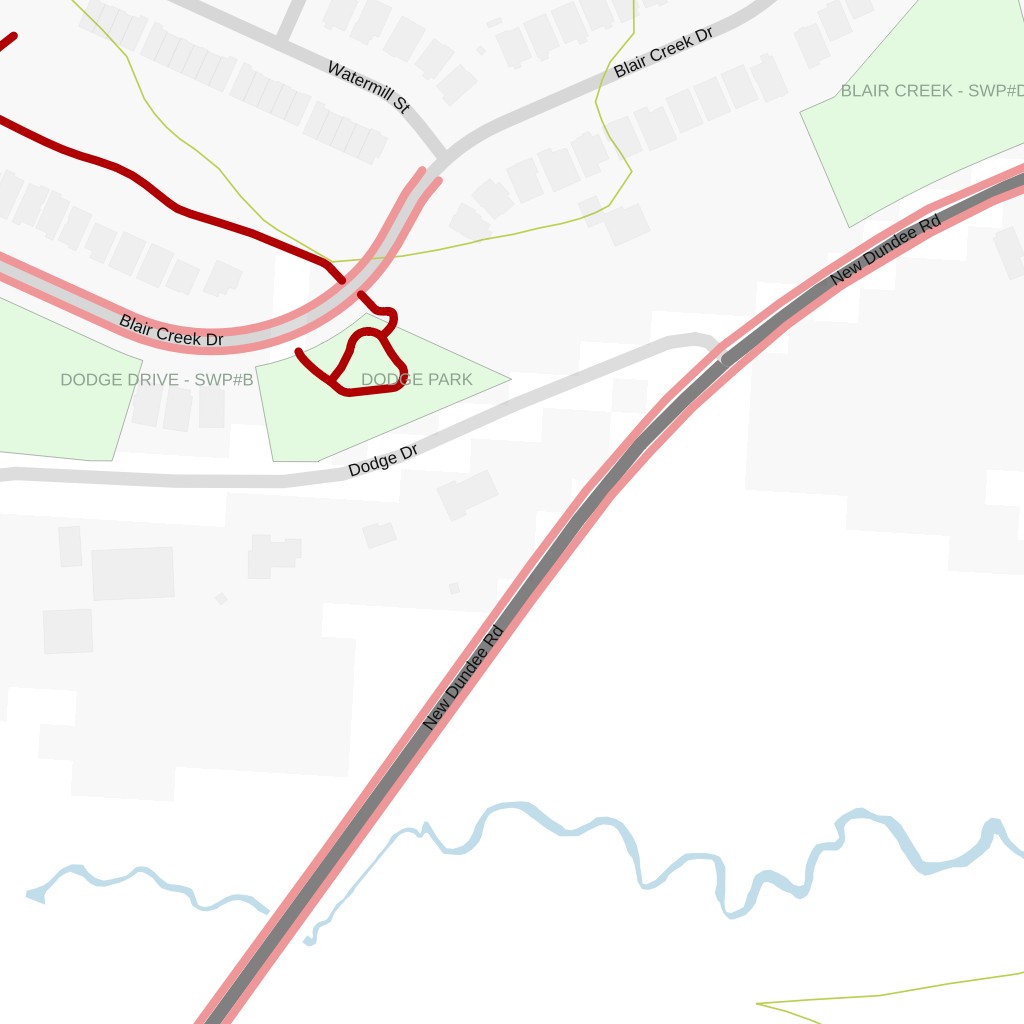 Blair Creek Dr
Watermill St
BLAIR CREEK - SWP#D
New Dundee Rd
Blair Creek Dr
DODGE DRIVE - SWP#B
DODGE PARK
Dodge Dr
New Dundee Rd